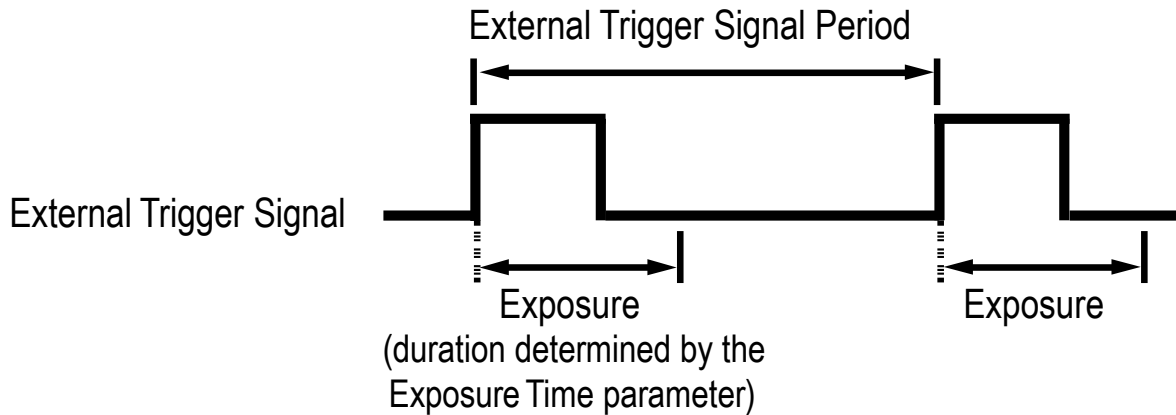 External Trigger Signal Period
External Trigger Signal
Exposure
(duration determined by the
Exposure Time parameter)
Exposure